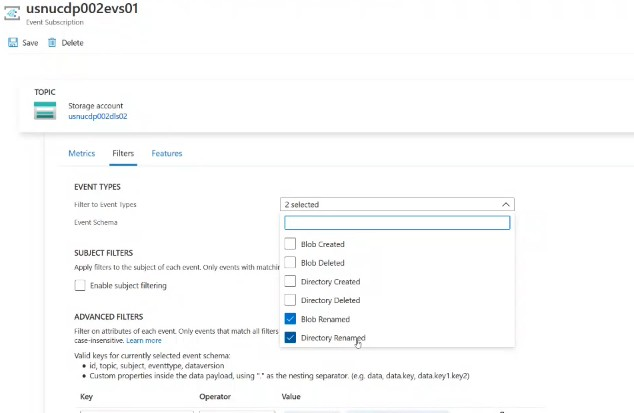 usnucdp002evs01
Event Subscription
Save Delete
TOPIC
Storage account
usnucdp002dls02
Metrics Filters Features
EVENT TYPES
Filter to Event Types 2 selected
Event Schema
Blob Created
Blob Deleted
Directory Created
Directory Deleted
Blob Renamed
Directory Renamed
SUBJECT FILTERS
Apply filters to the subject of each event. Only events with matchin
Enable subject filtering
ADVANCED FILTERS
Filter on attributes of each event. Only events that match all filters
case-insensitive. Learn more
Valid keys for currently selected event schema:
• id, topic, subject, eventtype, dataversion
• Custom properties inside the data payload, using "." as the nesting separator. (e.g. data, data.key, data.key1.key2)
Key Operator Value